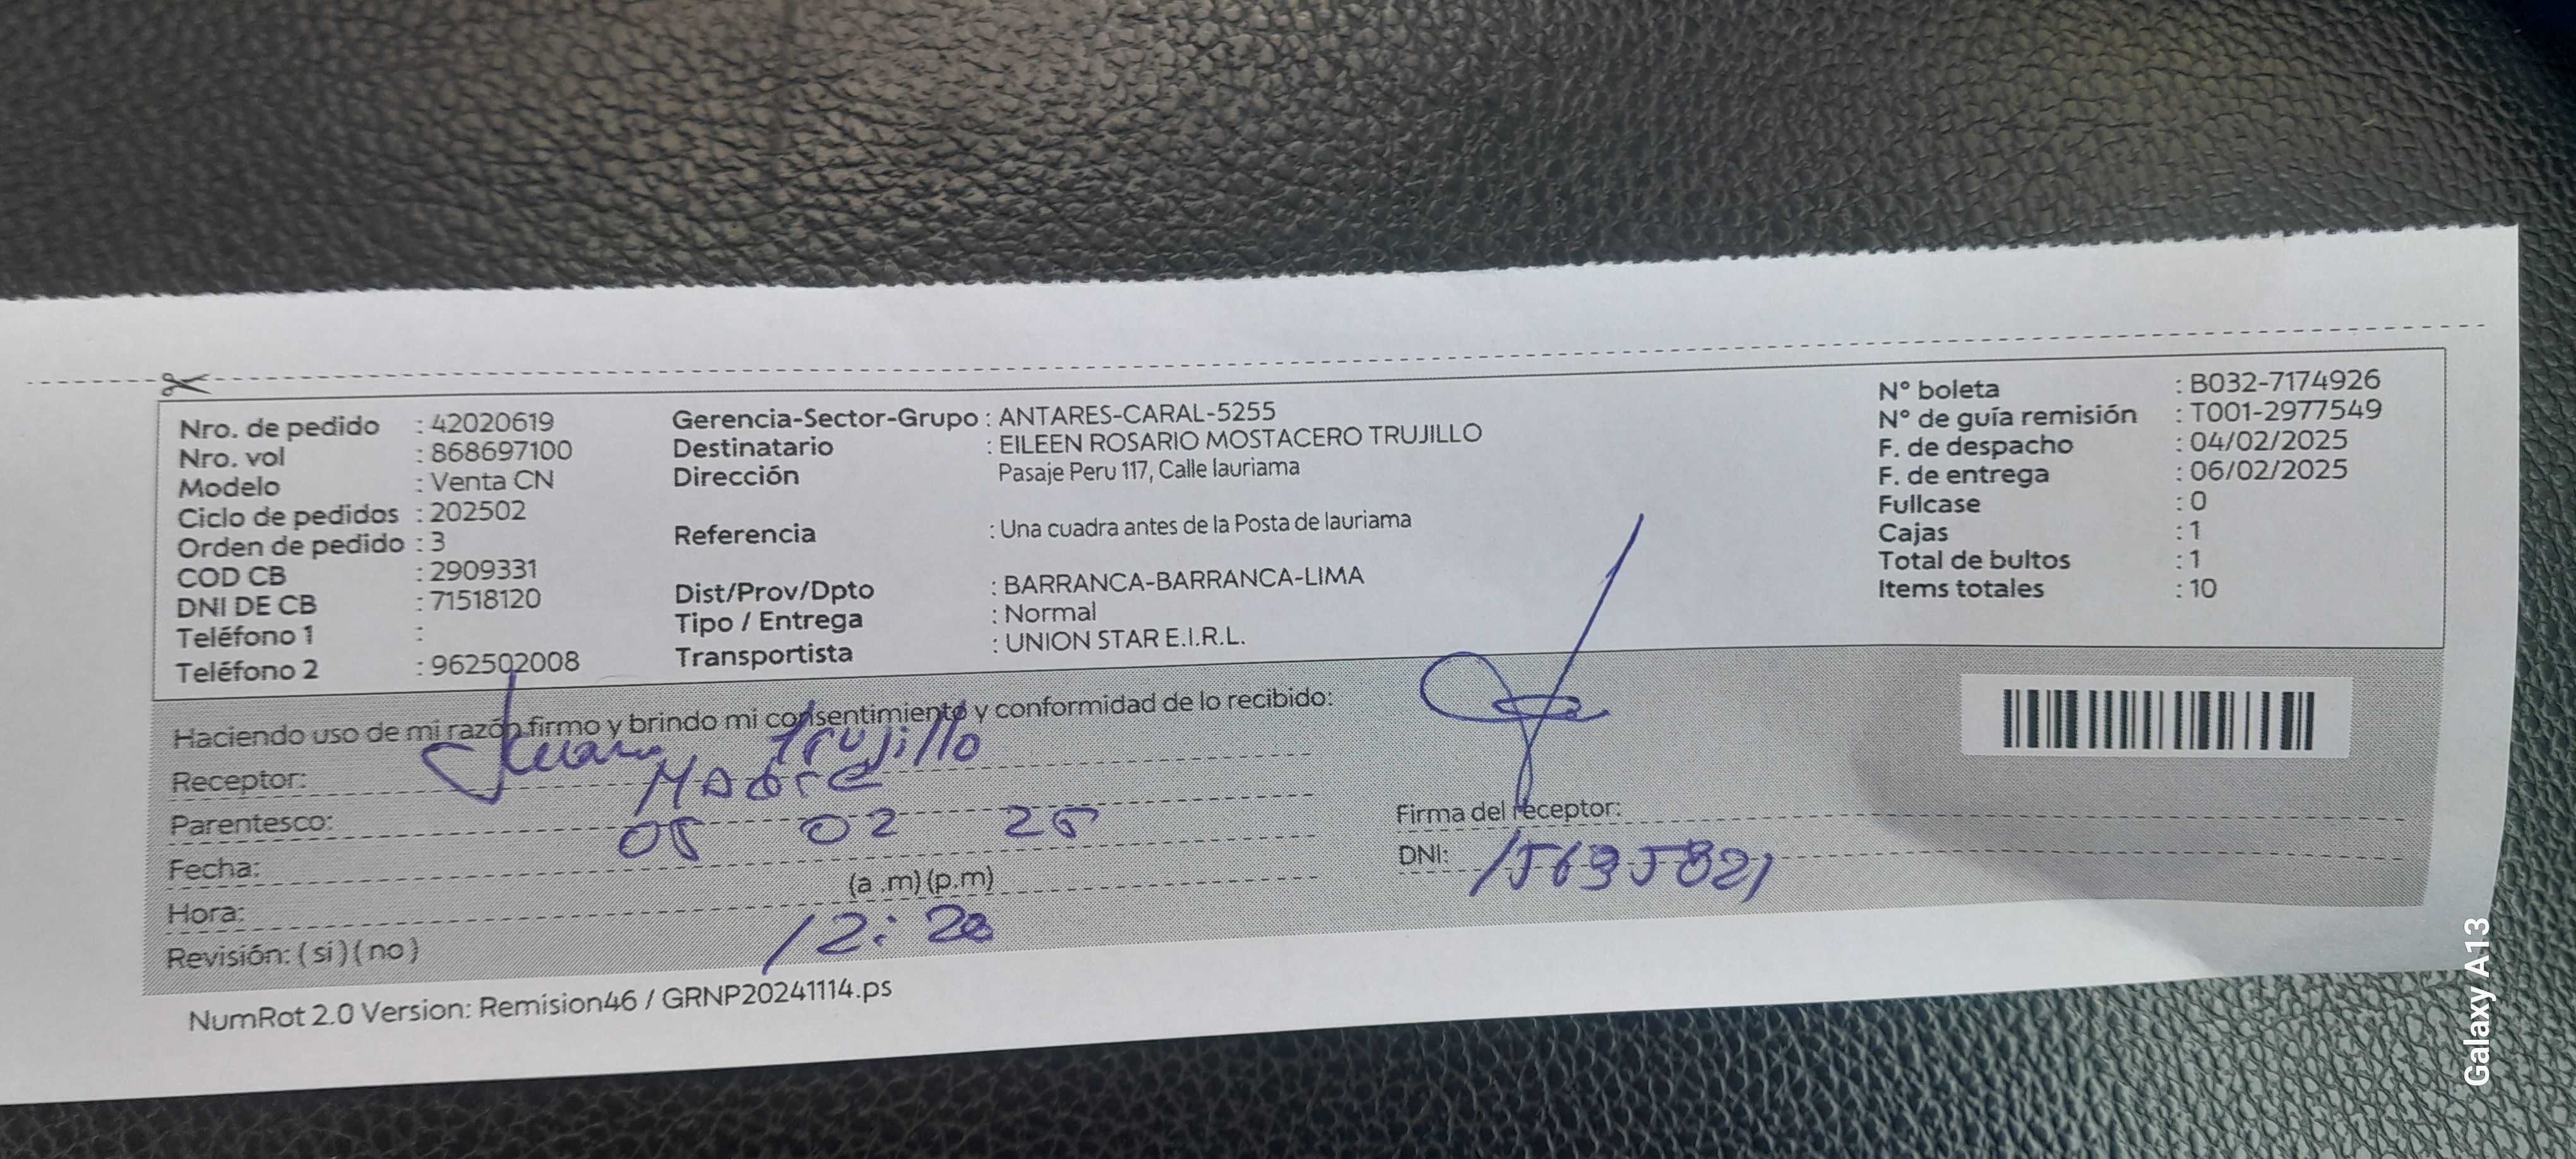 Nro. de pedido : 42020619
Nro. vol : 868697100
Modelo : Venta CN
Ciclo de pedidos : 202502
Orden de pedido : 3
COD CB : 2909331
DNI DE CB : 71518120
Teléfono 1 :
Teléfono 2 : 962502008
Gerencia-Sector-Grupo : ANTARES-CARAL-5255
Destinatario : EILEEN ROSARIO MOSTACERO TRUJILLO
Dirección Pasaje Peru 117, Calle lauriama
Referencia : Una cuadra antes de la Posta de lauriama
Dist/Prov/Dpto : BARRANCA-BARRANCA-LIMA
Tipo / Entrega : Normal
Transportista : UNION STAR E.I.R.L.
N° boleta : B032-7174926
N° de guía remisión : T001-2977549
F. de despacho : 04/02/2025
F. de entrega : 06/02/2025
Fullcase : 0
Cajas : 1
Total de bultos : 1
Items totales : 10
Haciendo uso de mi razón firmo y brindo mi consentimiento y conformidad de lo recibido:
Receptor: Trujillo
Parentesco: Madre
Fecha: 05 02 25
Hora: (a .m) (p.m)
12:
Revisión: ( si ) ( no )
Firma del receptor:
DNI: 15695821
NumRot 2.0 Version: Remision46 / GRNP20241114.ps
Galaxy A13